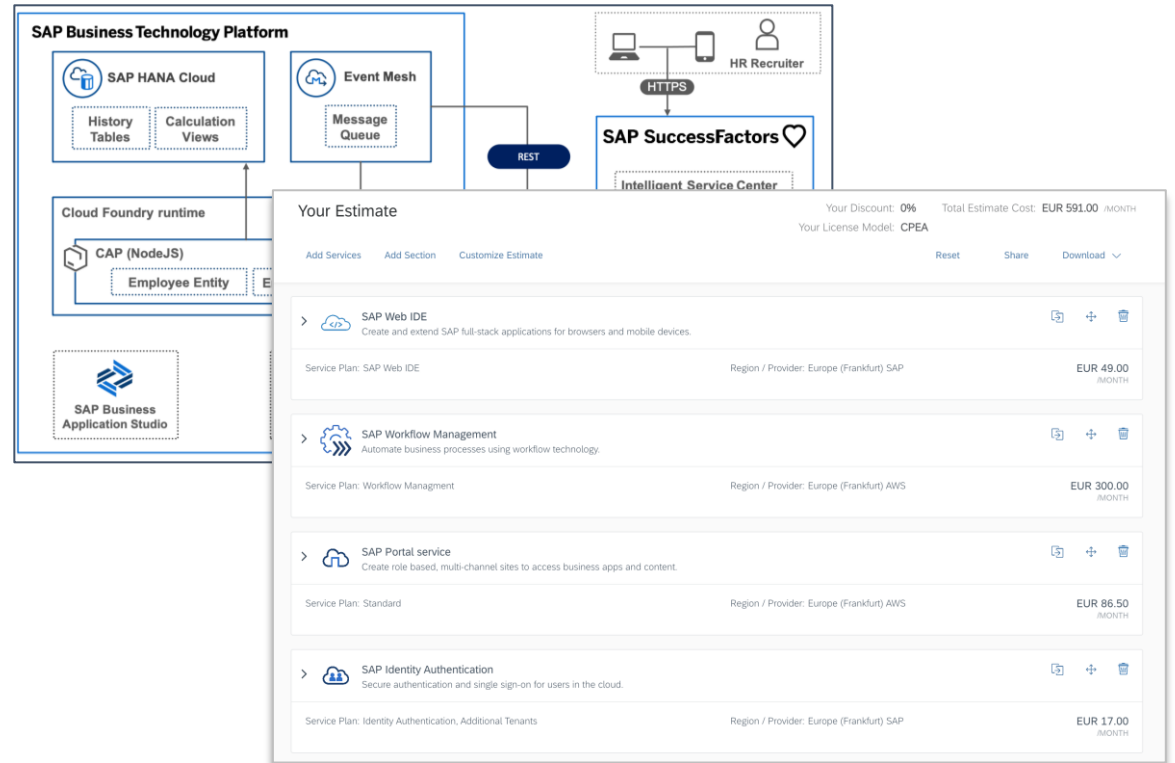 SAP Business Technology Platform
SAP HANA Cloud
History
Tables
Calculation
Views
Event Mesh
Message
Queue
REST
HR Recruiter
HTTPS
SAP SuccessFactors
Intelligent Service Center
Cloud Foundry runtime
CAP (NodeJS)
Employee Entity
E
SAP Business
Application Studio
Your Estimate
Your Discount: 0%
Total Estimate Cost: EUR 591.00 /MONTH
Your License Model: CPEA
Add Services
Add Section
Customize Estimate
Reset
Share
Download
SAP Web IDE
Create and extend SAP full-stack applications for browsers and mobile devices.
Service Plan: SAP Web IDE
Region / Provider: Europe (Frankfurt) SAP
EUR 49.00
/MONTH
SAP Workflow Management
Automate business processes using workflow technology.
Service Plan: Workflow Managment
Region / Provider: Europe (Frankfurt) AWS
EUR 300.00
/MONTH
SAP Portal service
Create role based, multi-channel sites to access business apps and content.
Service Plan: Standard
Region / Provider: Europe (Frankfurt) AWS
EUR 86.50
/MONTH
SAP Identity Authentication
Secure authentication and single sign-on for users in the cloud.
Service Plan: Identity Authentication, Additional Tenants
Region / Provider: Europe (Frankfurt) SAP
EUR 17.00
/MONTH